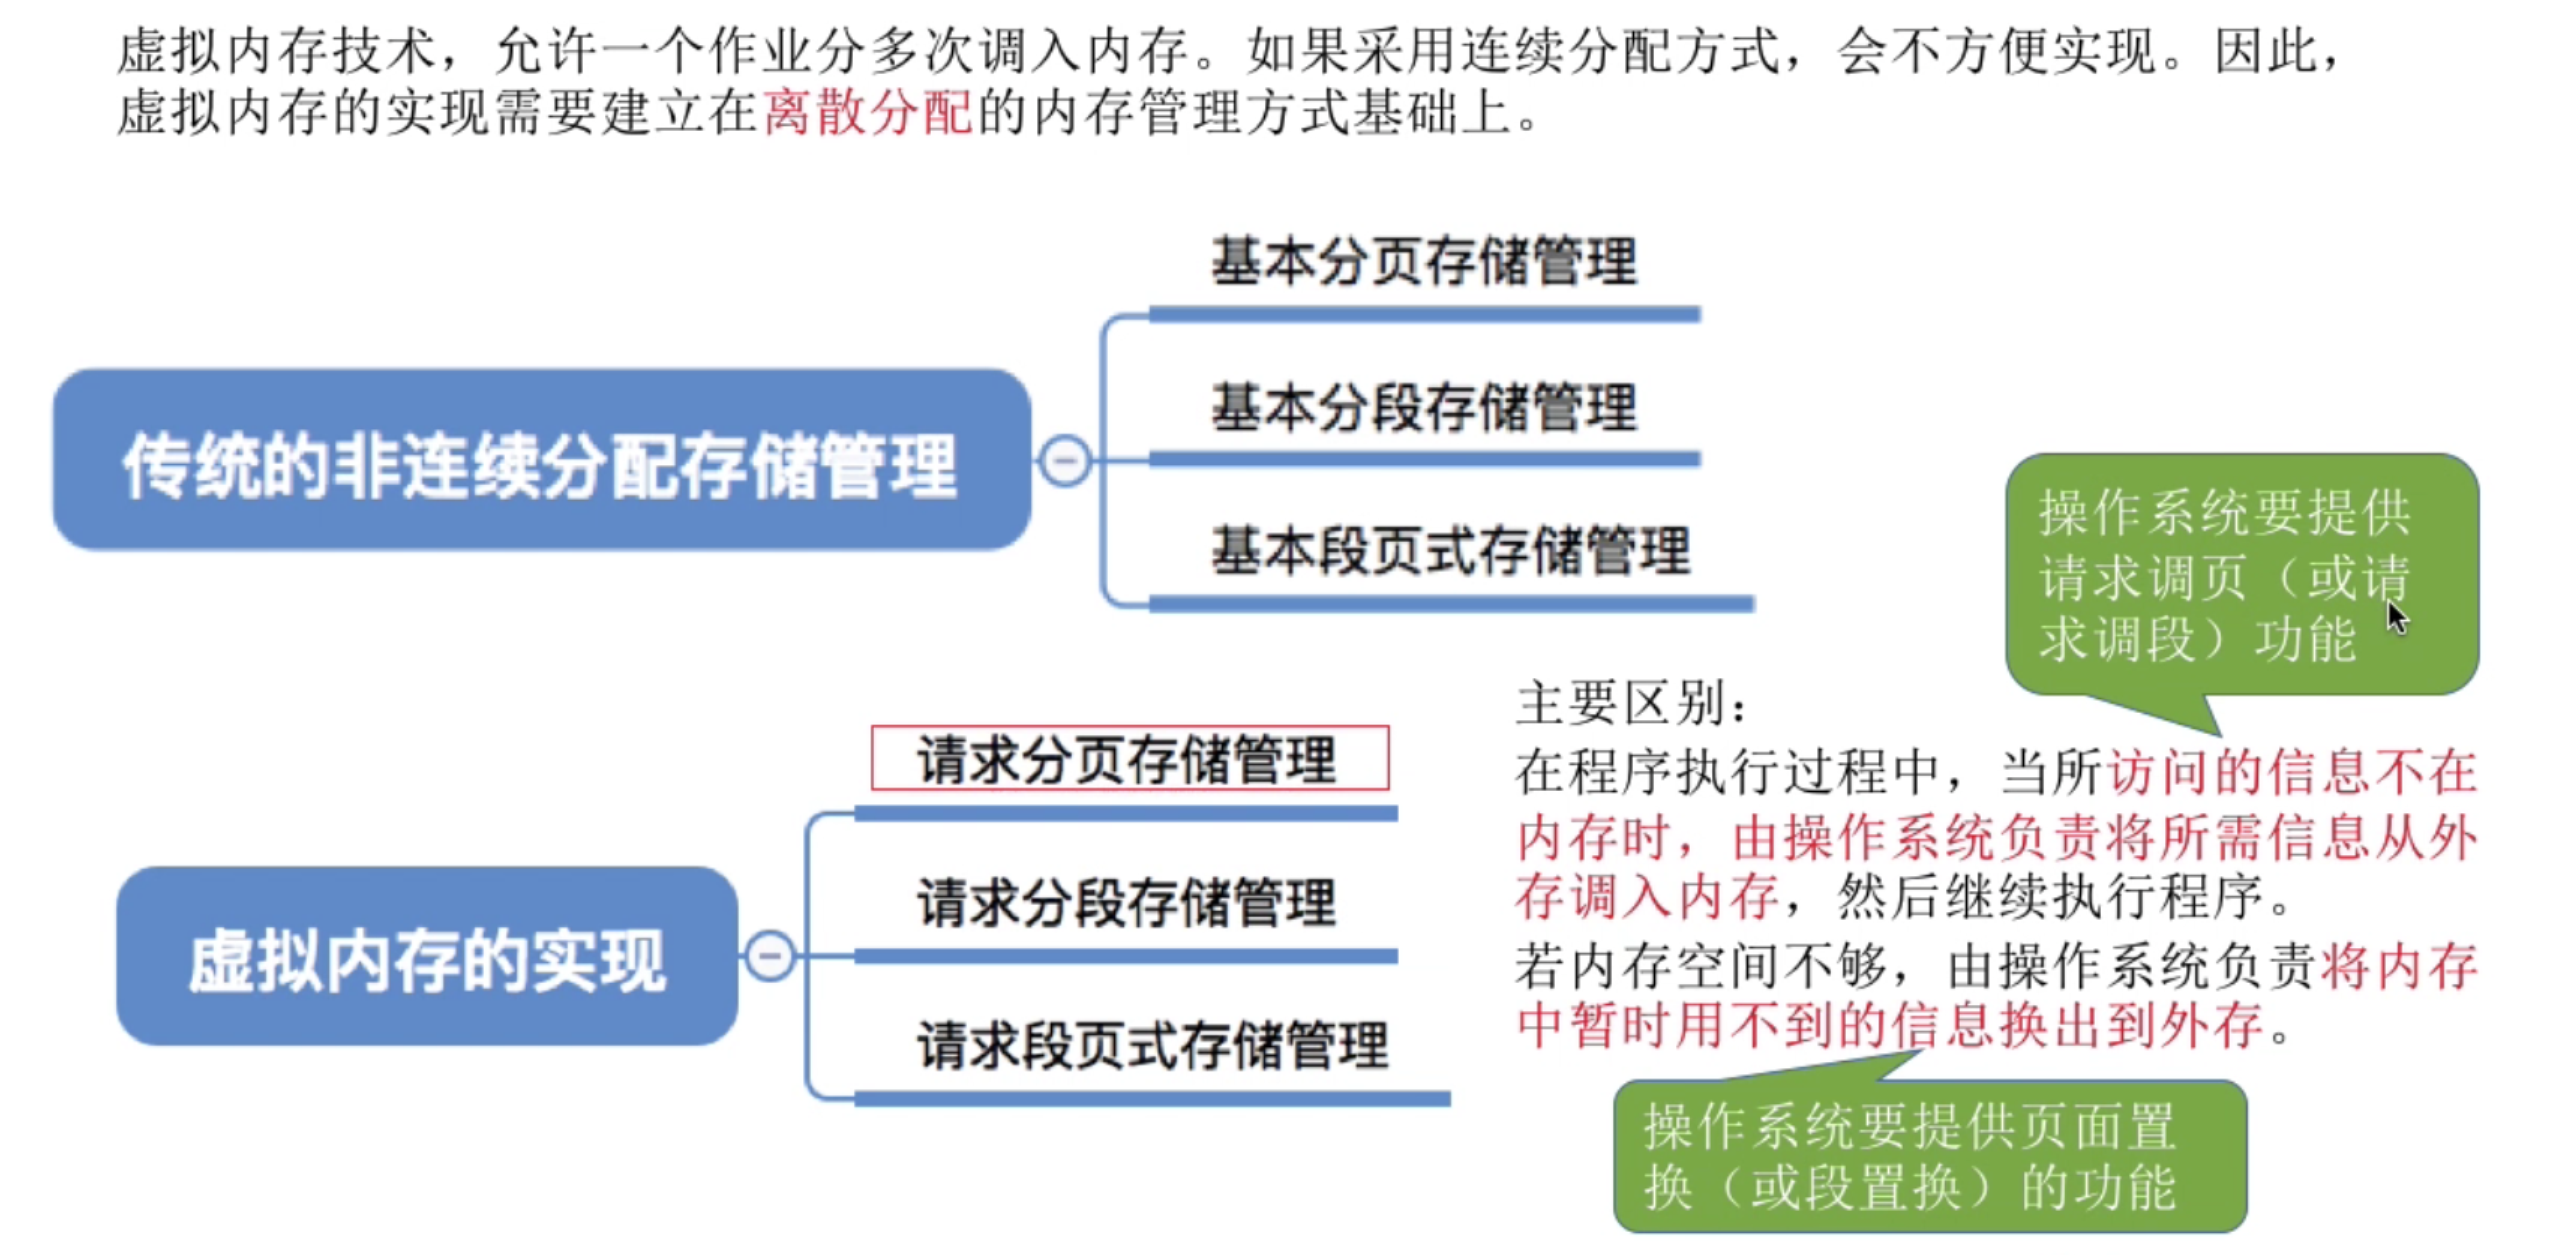 虚拟内存技术，允许一个作业分多次调入内存。如果采用连续分配方式，会不方便实现。因此，
虚拟内存的实现需要建立在离散分配的内存管理方式基础上。
传统的非连续分配存储管理
基本分页存储管理
基本分段存储管理
基本段页式存储管理
虚拟内存的实现
请求分页存储管理
请求分段存储管理
请求段页式存储管理
操作系统要提供
请求调页（或请
求调段）功能
主要区别：
在程序执行过程中，当所访问的信息不在
内存时，由操作系统负责将所需信息从外
存调入内存，然后继续执行程序。
若内存空间不够，由操作系统负责将内存
中暂时用不到的信息换出到外存。
操作系统要提供页面置
换（或段置换）的功能